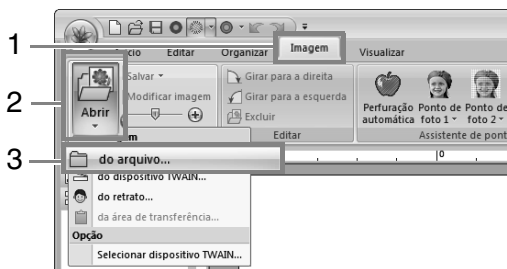 1
2
3
Início Editar Organizar Imagem Visualizar
Abrir
Salvar
Modificar imagem
Girar para a direita
Girar para a esquerda
Excluir
Editar
Perfuração automática
Ponto de foto 1
Ponto de foto 2
Assistente de pont
do arquivo...
do dispositivo TWAIN...
do retrato...
da área de transferência...
Opção
Selecionar dispositivo TWAIN...
0